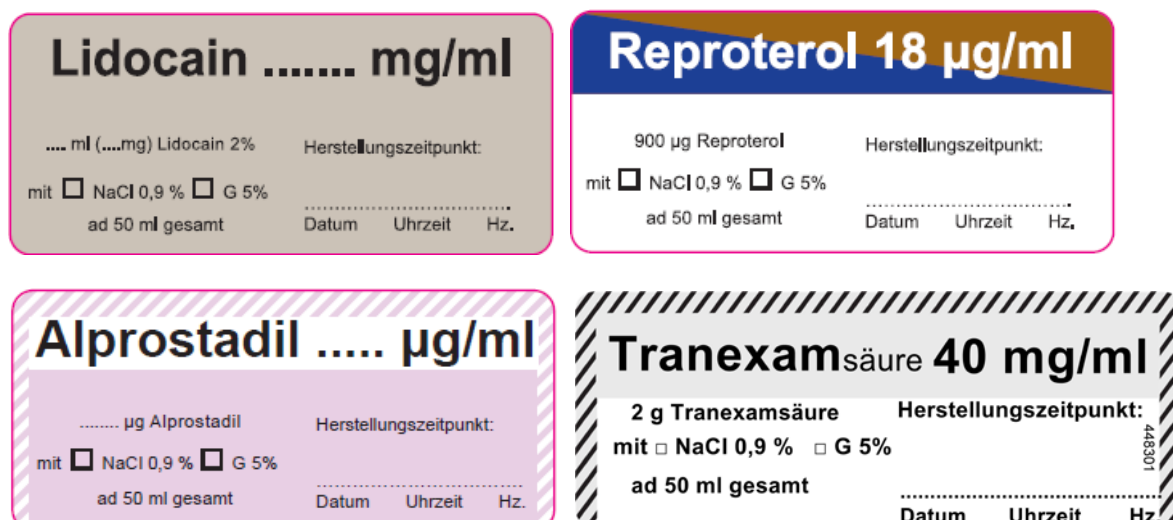 Lidocain ....... mg/ml
.... ml (....mg) Lidocain 2%
Herstellungszeitpunkt:
mit □ NaCl 0,9 % □ G 5%
ad 50 ml gesamt
.......................................
Datum Uhrzeit Hz.
Reproterol 18 µg/ml
900 µg Reproterol
Herstellungszeitpunkt:
mit □ NaCl 0,9 % □ G 5%
ad 50 ml gesamt
.......................................
Datum Uhrzeit Hz.
Alprostadil ..... µg/ml
........ µg Alprostadil
Herstellungszeitpunkt:
mit □ NaCl 0,9 % □ G 5%
ad 50 ml gesamt
.......................................
Datum Uhrzeit Hz.
Tranexamsäure 40 mg/ml
2 g Tranexamsäure
Herstellungszeitpunkt:
mit □ NaCl 0,9 % □ G 5%
ad 50 ml gesamt
448301
.......................................
Datum Uhrzeit Hz.